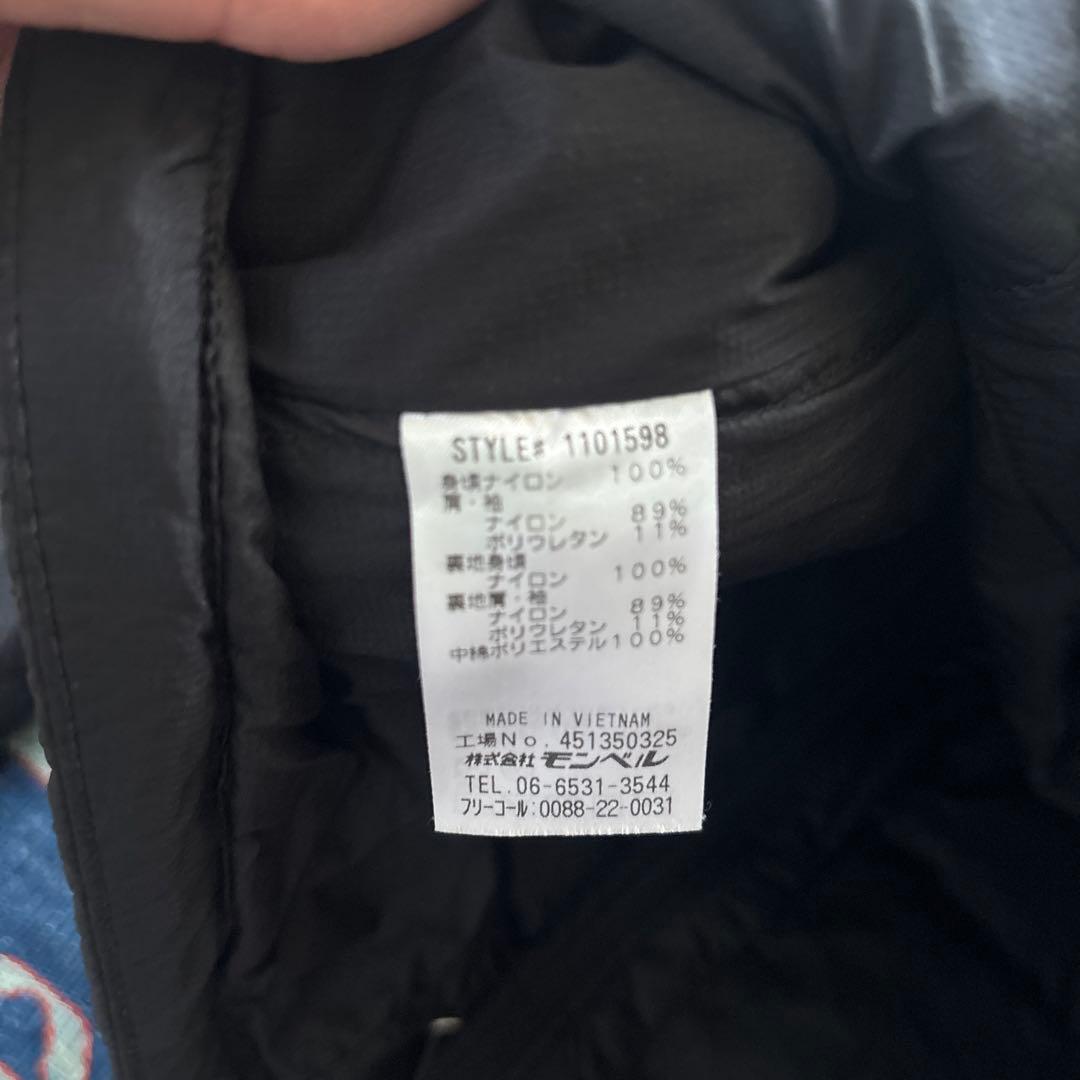 STYLE# 1101598
身頃ナイロン 100%
肩・袖
ナイロン 89%
ポリウレタン 11%
裏地身頃
ナイロン 100%
裏地肩・袖
ナイロン 89%
ポリウレタン 11%
中綿ポリエステル100%
MADE IN VIETNAM
工場No. 451350325
株式会社 モンベル
TEL.06-6531-3544
フリーコール:0088-22-0031